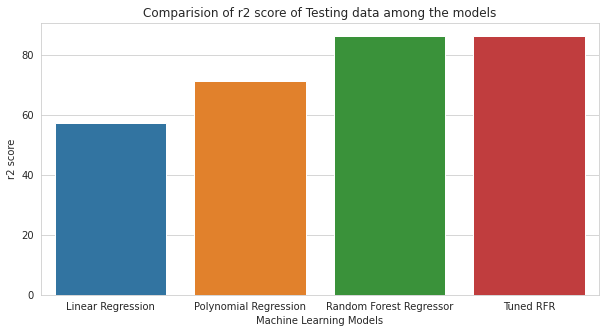 Comparision of r2 score of Testing data among the models
r2 score
80
60
40
20
0
Linear Regression
Polynomial Regression
Random Forest Regressor
Tuned RFR
Machine Learning Models